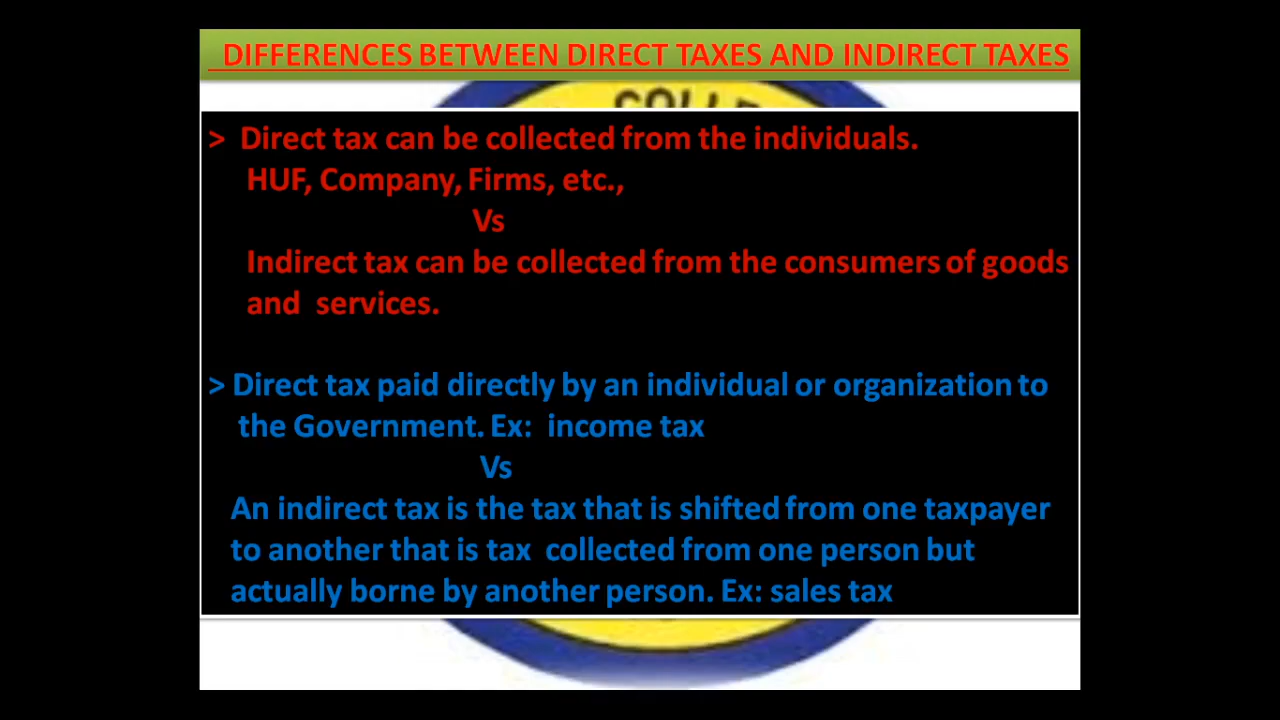 DIFFERENCES BETWEEN DIRECT TAXES AND INDIRECT TAXES
> Direct tax can be collected from the individuals.
HUF, Company, Firms, etc.,
Vs
Indirect tax can be collected from the consumers of goods
and services.
> Direct tax paid directly by an individual or organization to
the Government. Ex: income tax
Vs
An indirect tax is the tax that is shifted from one taxpayer
to another that is tax collected from one person but
actually borne by another person. Ex: sales tax